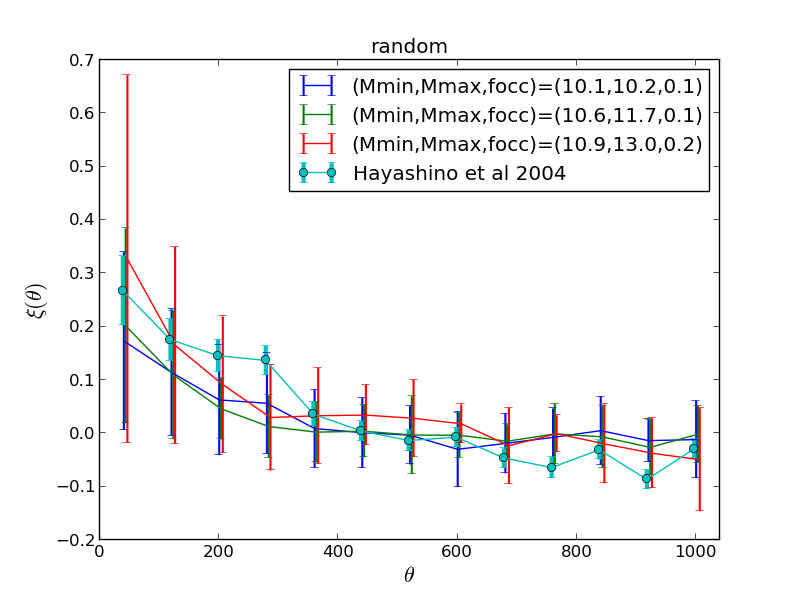 random
0.7
0.6
0.5
0.4
0.3
0.2
0.1
0.0
−0.1
−0.2
ξ(θ)
(Mmin,Mmax,focc)=(10.1,10.2,0.1)
(Mmin,Mmax,focc)=(10.6,11.7,0.1)
(Mmin,Mmax,focc)=(10.9,13.0,0.2)
Hayashino et al 2004
0 200 400 600 800 1000
θ